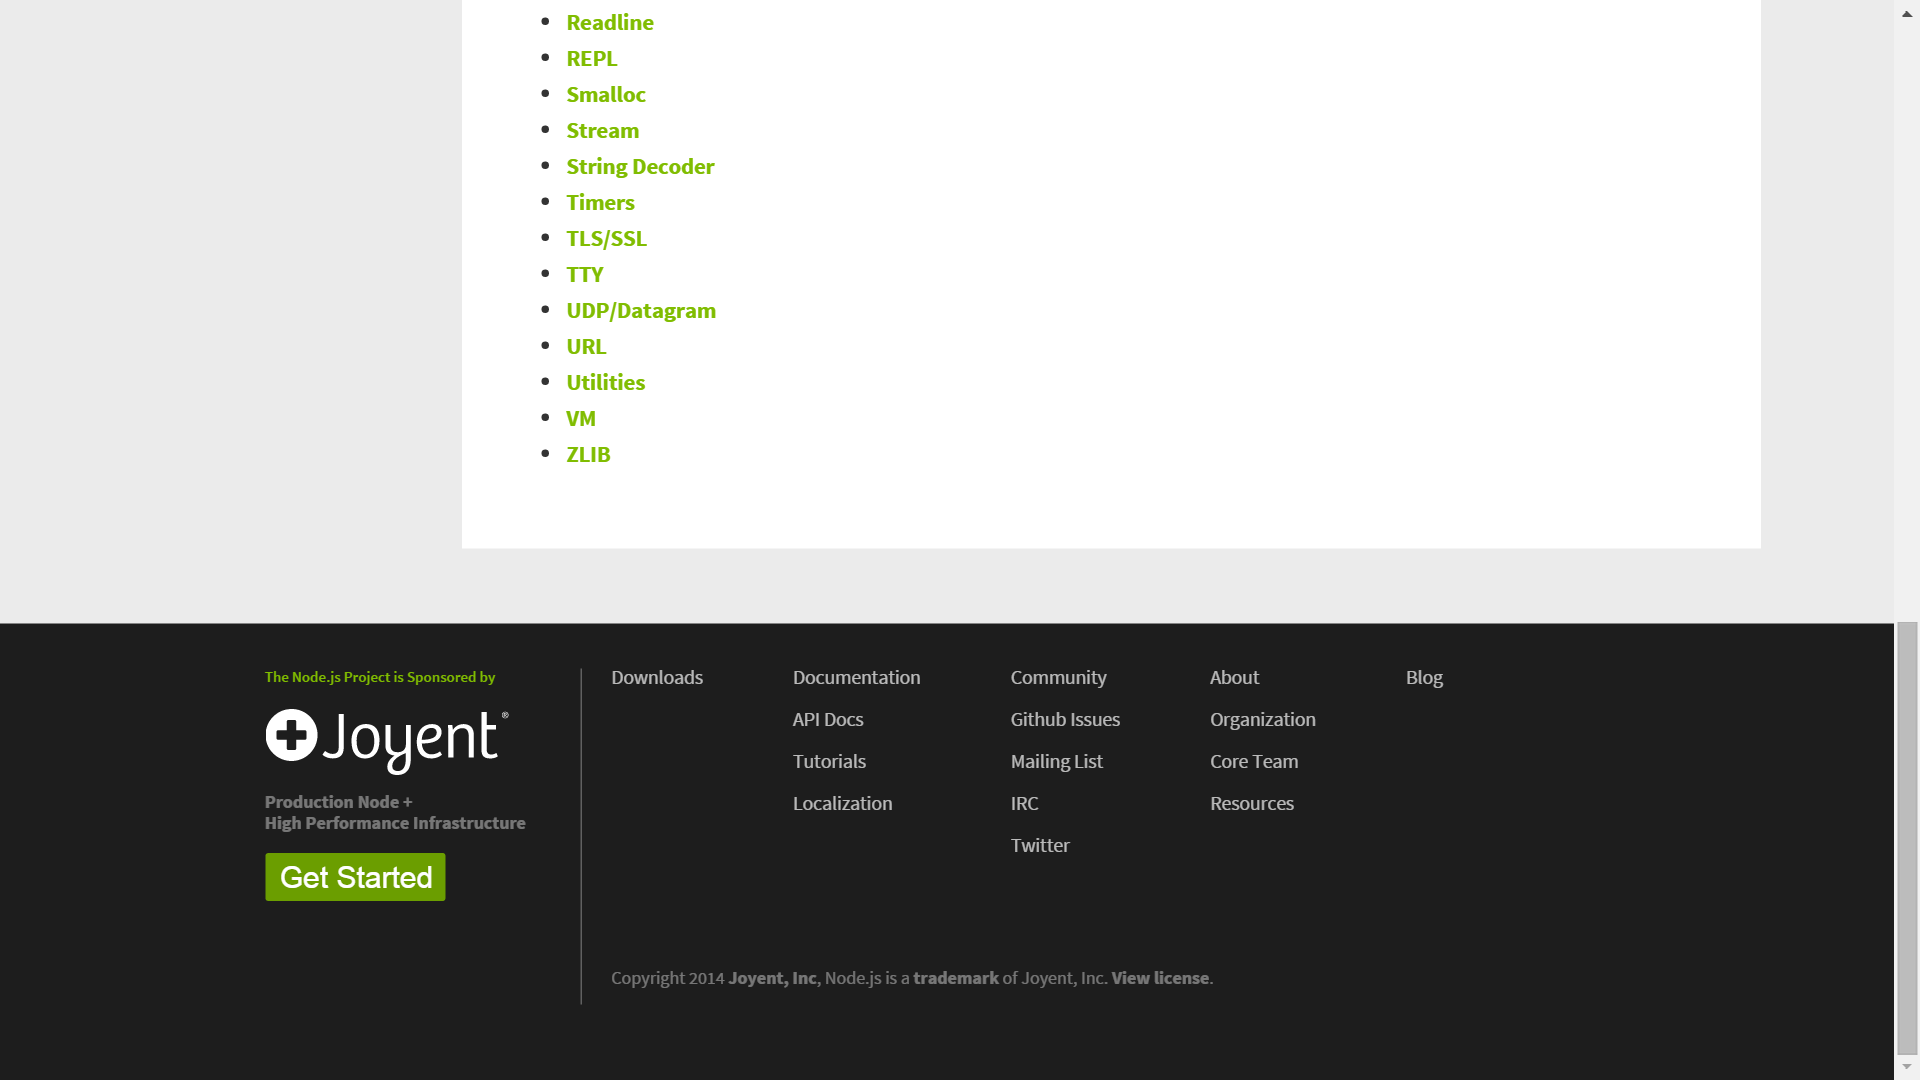 Readline
REPL
Smalloc
Stream
String Decoder
Timers
TLS/SSL
TTY
UDP/Datagram
URL
Utilities
VM
ZLIB
The Node.js Project is Sponsored by
Joyent®
Production Node +
High Performance Infrastructure
Get Started
Downloads
Documentation
API Docs
Tutorials
Localization
Community
Github Issues
Mailing List
IRC
Twitter
About
Organization
Core Team
Resources
Blog
Copyright 2014 Joyent, Inc, Node.js is a trademark of Joyent, Inc. View license.